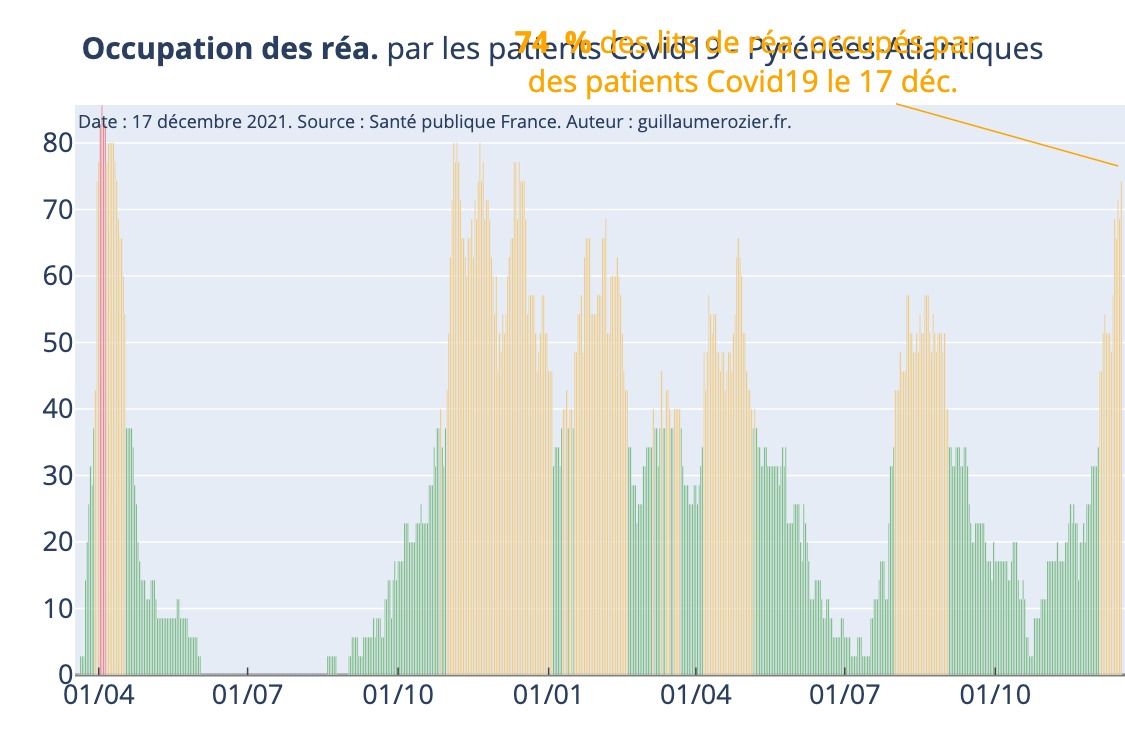 Occupation des réa. par les patients Covid19 - Pyrénées-Atlantiques
74 % des lits de réa. occupés par
des patients Covid19 le 17 déc.
Date : 17 décembre 2021. Source : Santé publique France. Auteur : guillaumerozier.fr.
80
70
60
50
40
30
20
10
0
01/04 01/07 01/10 01/01 01/04 01/07 01/10